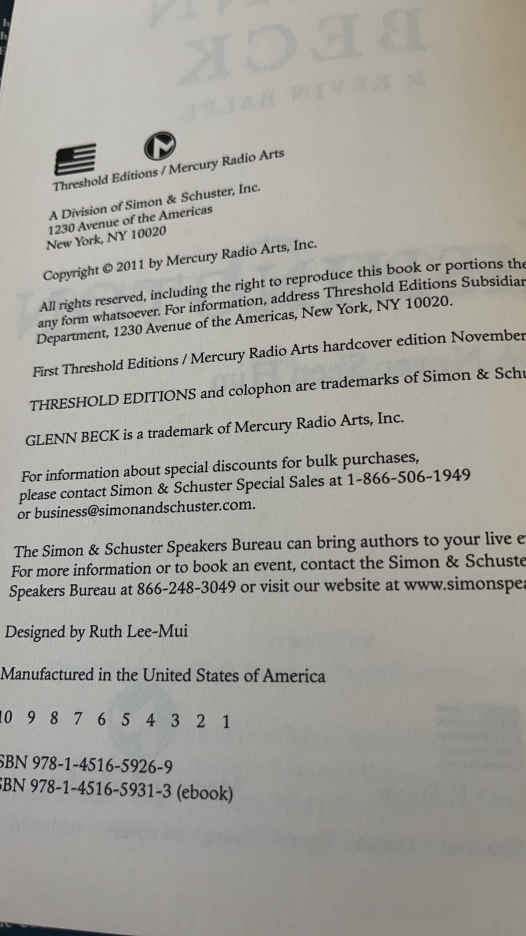 BECK
& KEVIN BALFE
Threshold Editions / Mercury Radio Arts
A Division of Simon & Schuster, Inc.
1230 Avenue of the Americas
New York, NY 10020
Copyright © 2011 by Mercury Radio Arts, Inc.
All rights reserved, including the right to reproduce this book or portions the
any form whatsoever. For information, address Threshold Editions Subsidiar
Department, 1230 Avenue of the Americas, New York, NY 10020.
First Threshold Editions / Mercury Radio Arts hardcover edition November
THRESHOLD EDITIONS and colophon are trademarks of Simon & Schu
GLENN BECK is a trademark of Mercury Radio Arts, Inc.
For information about special discounts for bulk purchases,
please contact Simon & Schuster Special Sales at 1-866-506-1949
or business@simonandschuster.com.
The Simon & Schuster Speakers Bureau can bring authors to your live e
For more information or to book an event, contact the Simon & Schuste
Speakers Bureau at 866-248-3049 or visit our website at www.simonspea
Designed by Ruth Lee-Mui
Manufactured in the United States of America
10 9 8 7 6 5 4 3 2 1
SBN 978-1-4516-5926-9
SBN 978-1-4516-5931-3 (ebook)